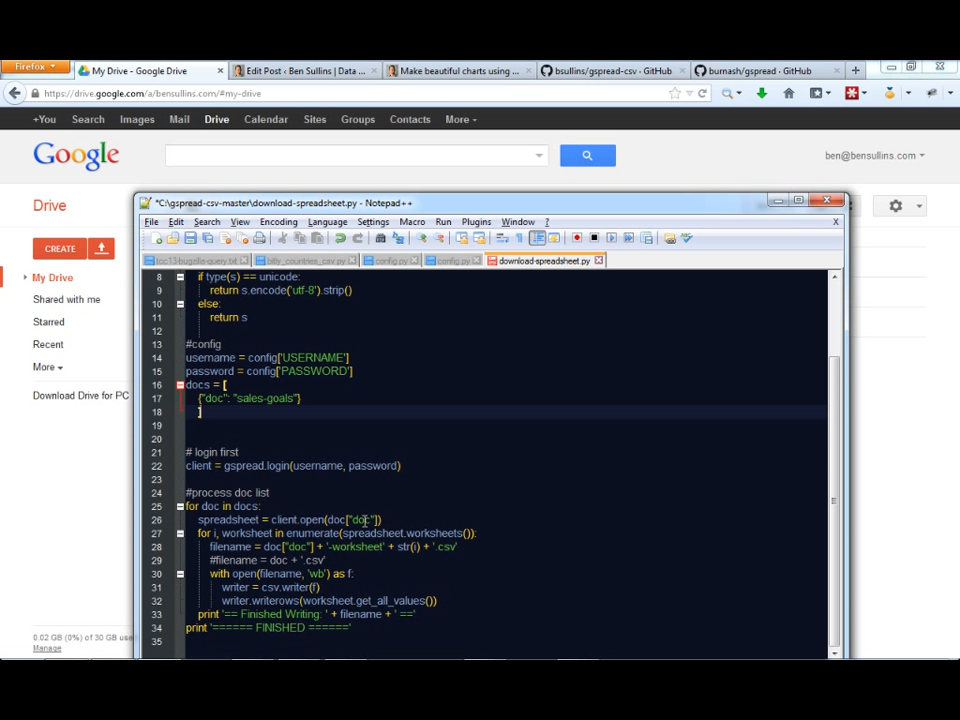 Firefox
My Drive - Google Drive
Edit Post ‹ Ben Sullins | Data ...
Make beautiful charts using ...
bsullins/gspread-csv · GitHub
burnash/gspread · GitHub
https://drive.google.com/a/bensullins.com/#my-drive
+You Search Images Mail Drive Calendar Sites Groups Contacts More
Google
ben@bensullins.com
Drive
CREATE
My Drive
Shared with me
Starred
Recent
More
Download Drive for PC
0.02 GB (0%) of 30 GB use
Manage
*C:\gspread-csv-master\download-spreadsheet.py - Notepad++
File Edit Search View Encoding Language Settings Macro Run Plugins Window ?
X
tcc13-bugzilla-query.txt
bitly_countries_csv.py
config.py
config.py
download-spreadsheet.py
8 if type(s) == unicode:
9 return s.encode('utf-8').strip()
10 else:
11 return s
12
13 #config
14 username = config['USERNAME']
15 password = config['PASSWORD']
16 docs = [
17 {"doc": "sales-goals"}
18 ]
19
20
21 # login first
22 client = gspread.login(username, password)
23
24 #process doc list
25 for doc in docs:
26 spreadsheet = client.open(doc["doc"])
27 for i, worksheet in enumerate(spreadsheet.worksheets()):
28 filename = doc["doc"] + '-worksheet' + str(i) + '.csv'
29 #filename = doc + '.csv'
30 with open(filename, 'wb') as f:
31 writer = csv.writer(f)
32 writer.writerows(worksheet.get_all_values())
33 print '== Finished Writing: ' + filename + ' =='
34 print '====== FINISHED ======'
35